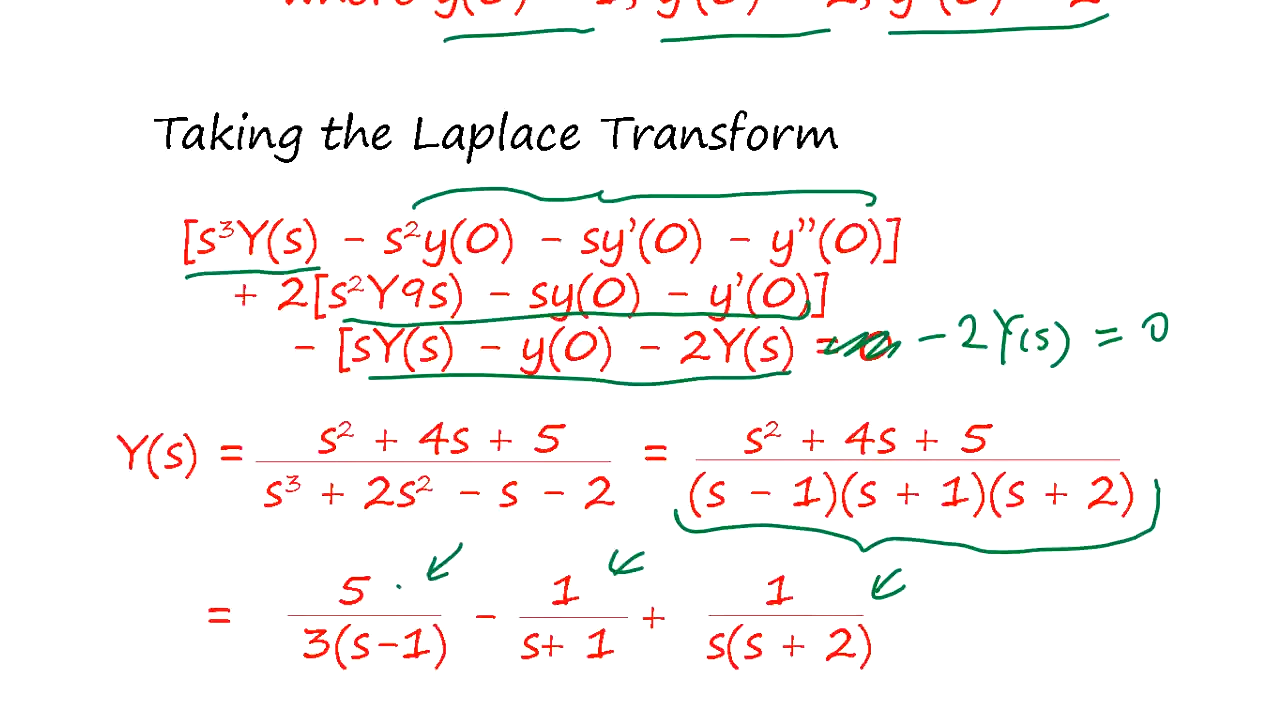 Taking the Laplace Transform
[s³Y(s) - s²y(0) - sy'(0) - y”(0)]
+ 2[s²Y9s) - sy(0) - y'(0)]
- [sY(s) - y(0) - 2Y(s) = 0 - 2Y(s) = 0
Y(s) = (s² + 4s + 5)/(s³ + 2s² - s - 2) = (s² + 4s + 5)/((s - 1)(s + 1)(s + 2))
= 5/(3(s-1)) - 1/(s+ 1) + 1/(s(s + 2))